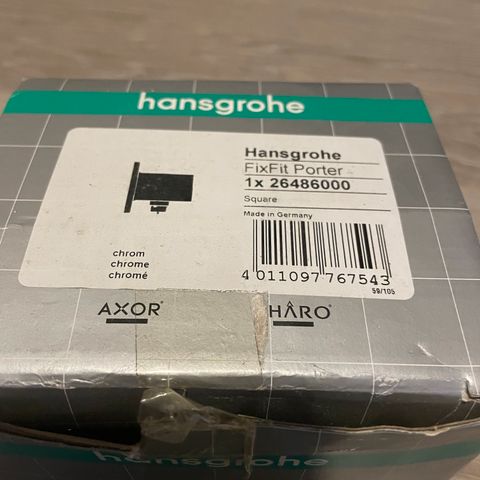 hansgrohe
Hansgrohe
FixFit Porter
1x 26486000
Square
Made in Germany
4 011097 767543
59/105
chrom
chrome
chromé
AXOR®
HÂRO®
hansgrohe